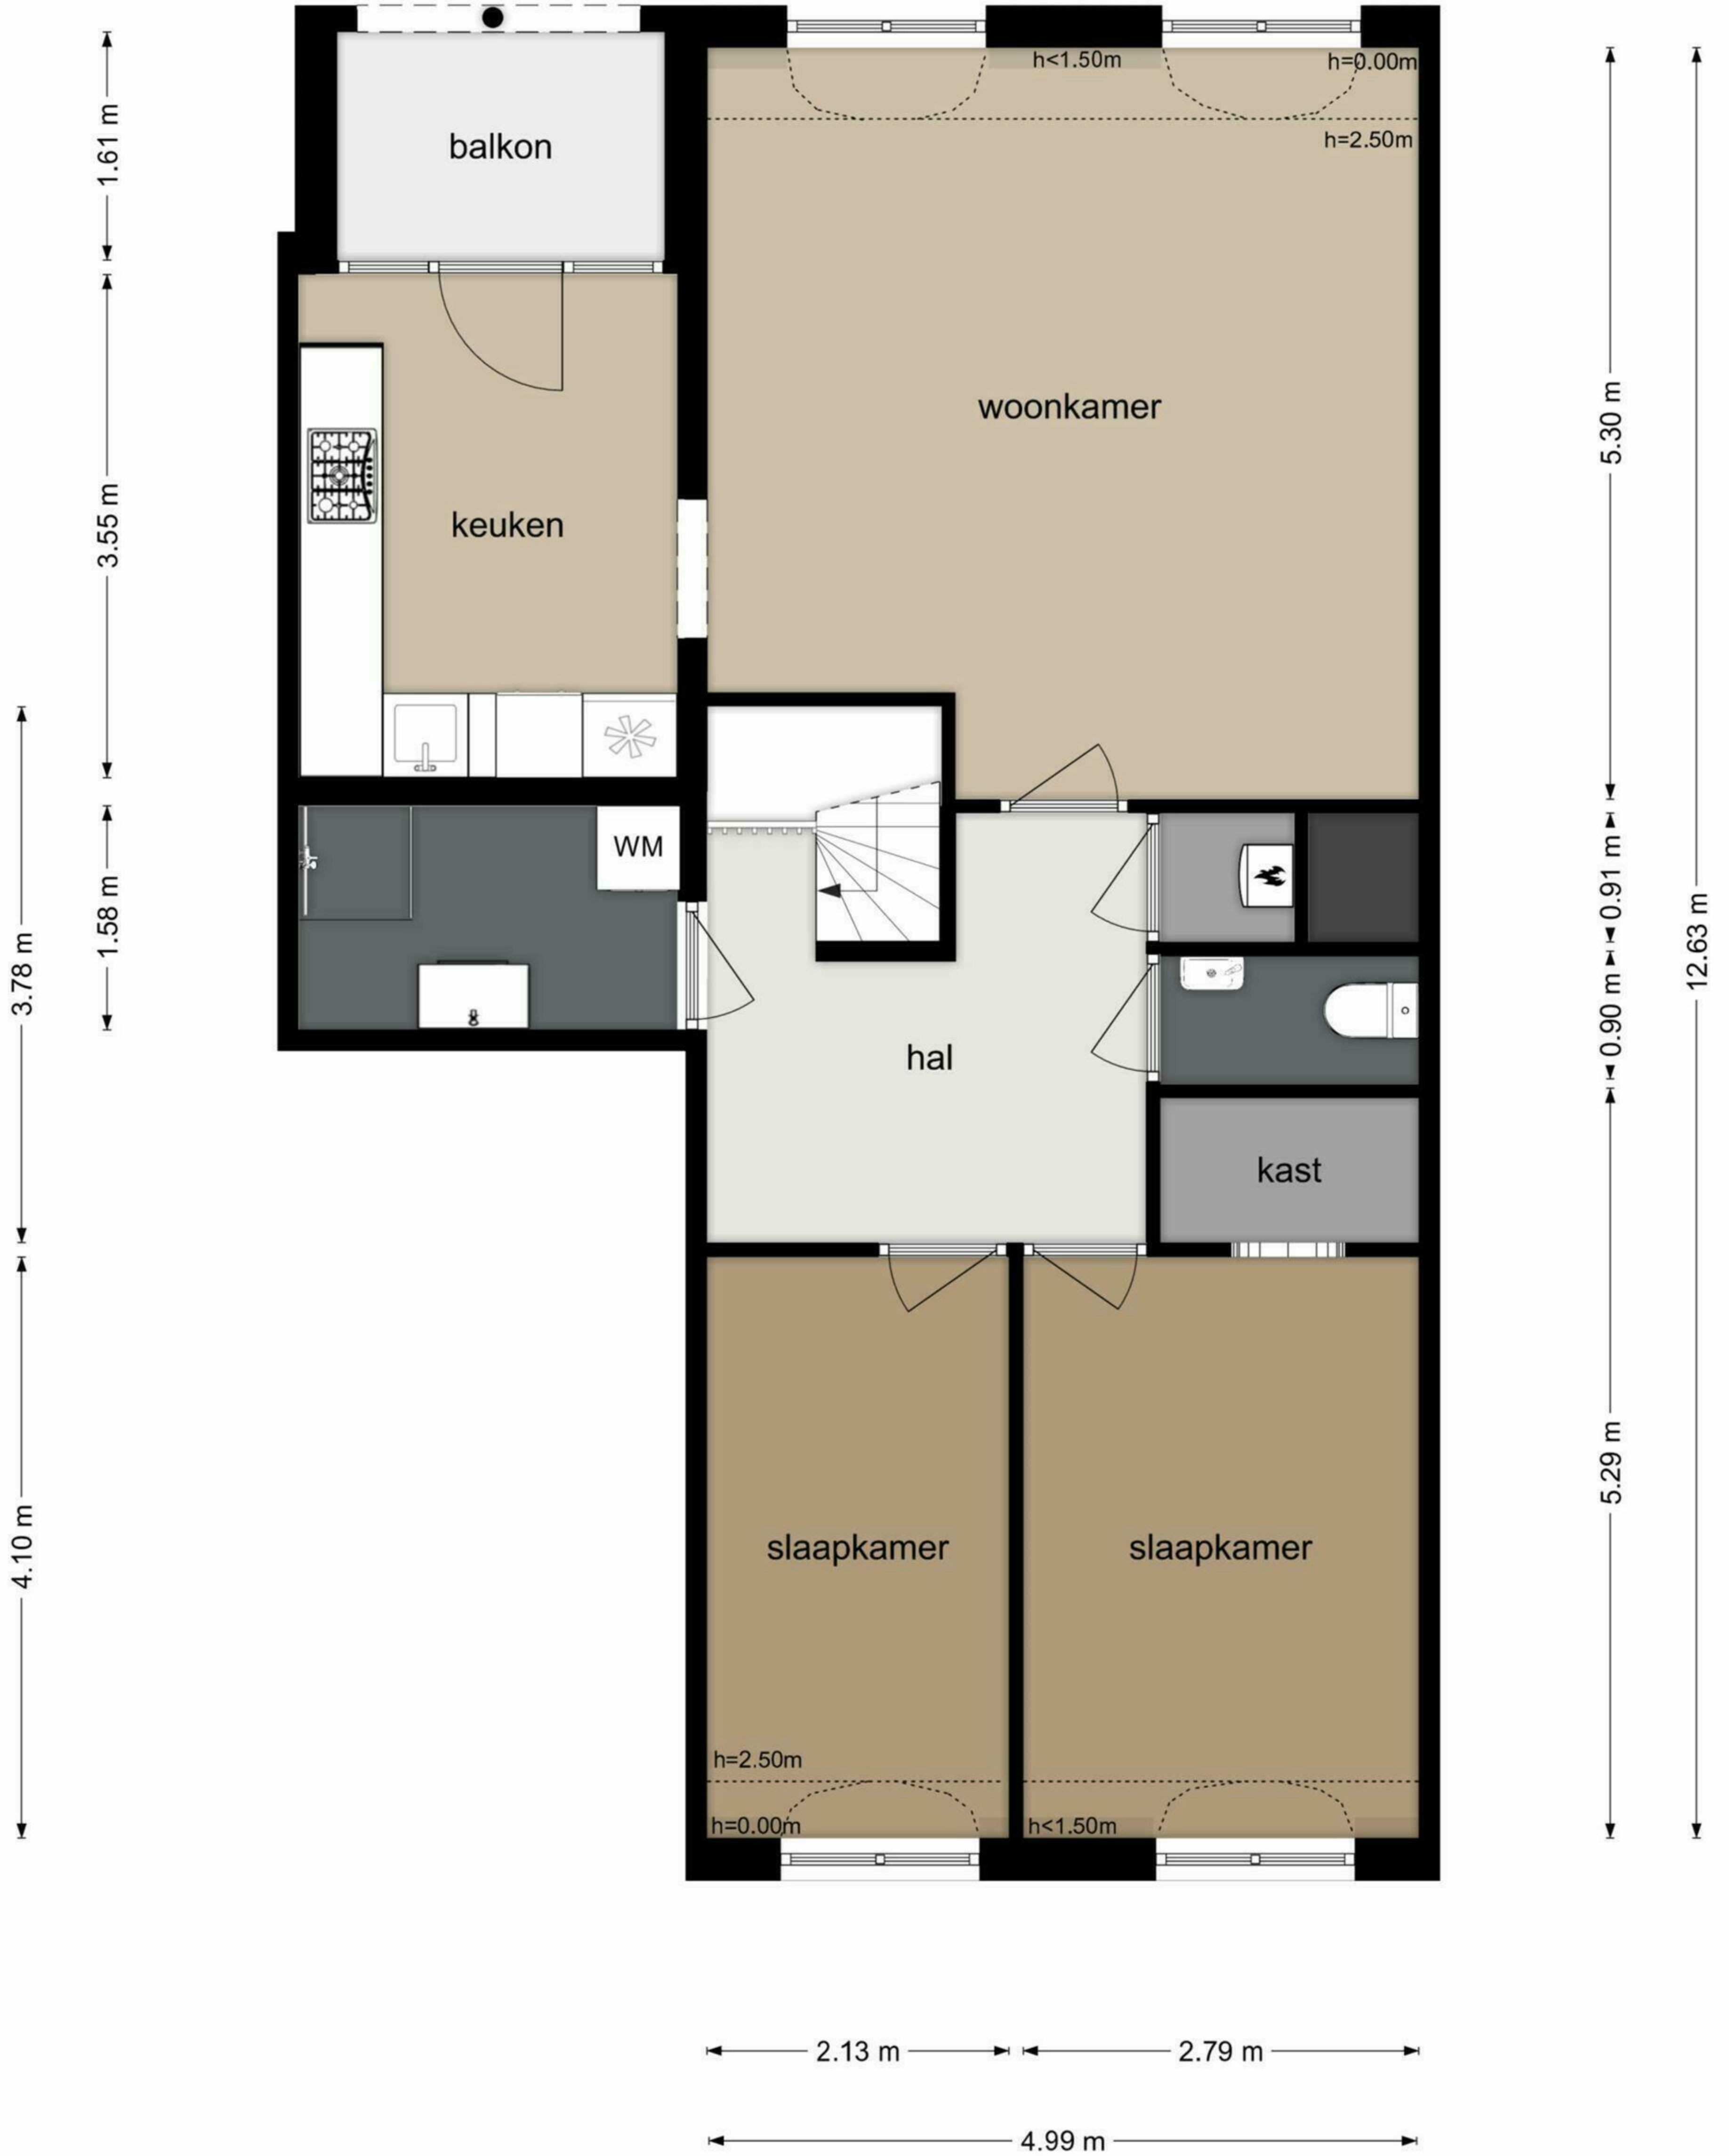 h<1.50m
h=0.00m
h=2.50m
balkon
1.61 m
woonkamer
5.30 m
keuken
3.55 m
WM
1.58 m
0.91 m
0.90 m
12.63 m
3.78 m
hal
kast
slaapkamer
slaapkamer
4.10 m
5.29 m
h=2.50m
h=0.00m
h<1.50m
2.13 m
2.79 m
4.99 m